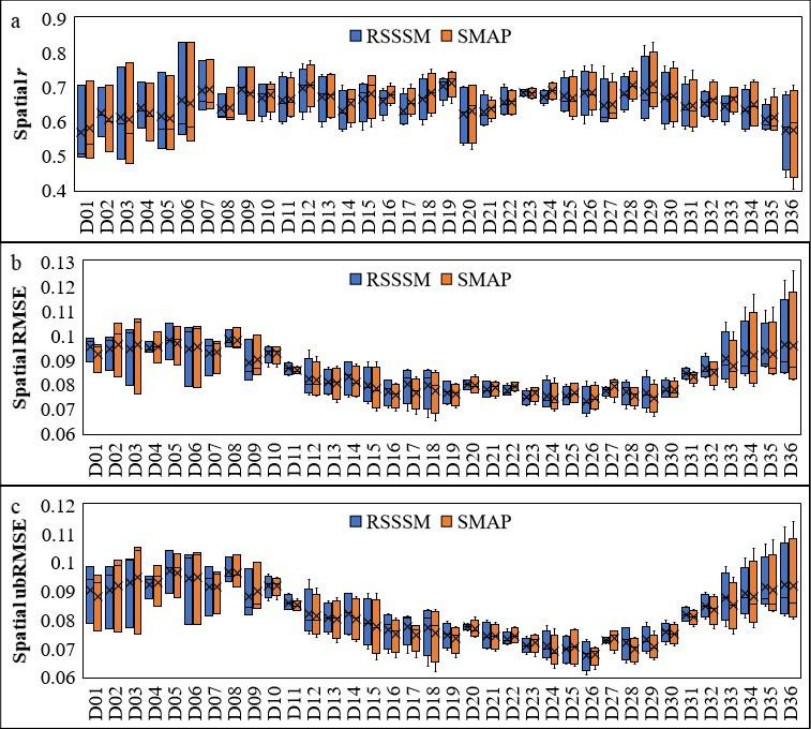 a
RSSSM SMAP
Spatial r
0.9
0.8
0.7
0.6
0.5
0.4
D01 D02 D03 D04 D05 D06 D07 D08 D09 D10 D11 D12 D13 D14 D15 D16 D17 D18 D19 D20 D21 D22 D23 D24 D25 D26 D27 D28 D29 D30 D31 D32 D33 D34 D35 D36
b
RSSSM SMAP
Spatial RMSE
0.13
0.12
0.11
0.1
0.09
0.08
0.07
0.06
D01 D02 D03 D04 D05 D06 D07 D08 D09 D10 D11 D12 D13 D14 D15 D16 D17 D18 D19 D20 D21 D22 D23 D24 D25 D26 D27 D28 D29 D30 D31 D32 D33 D34 D35 D36
c
RSSSM SMAP
Spatial ubRMSE
0.12
0.11
0.10
0.09
0.08
0.07
0.06
D01 D02 D03 D04 D05 D06 D07 D08 D09 D10 D11 D12 D13 D14 D15 D16 D17 D18 D19 D20 D21 D22 D23 D24 D25 D26 D27 D28 D29 D30 D31 D32 D33 D34 D35 D36